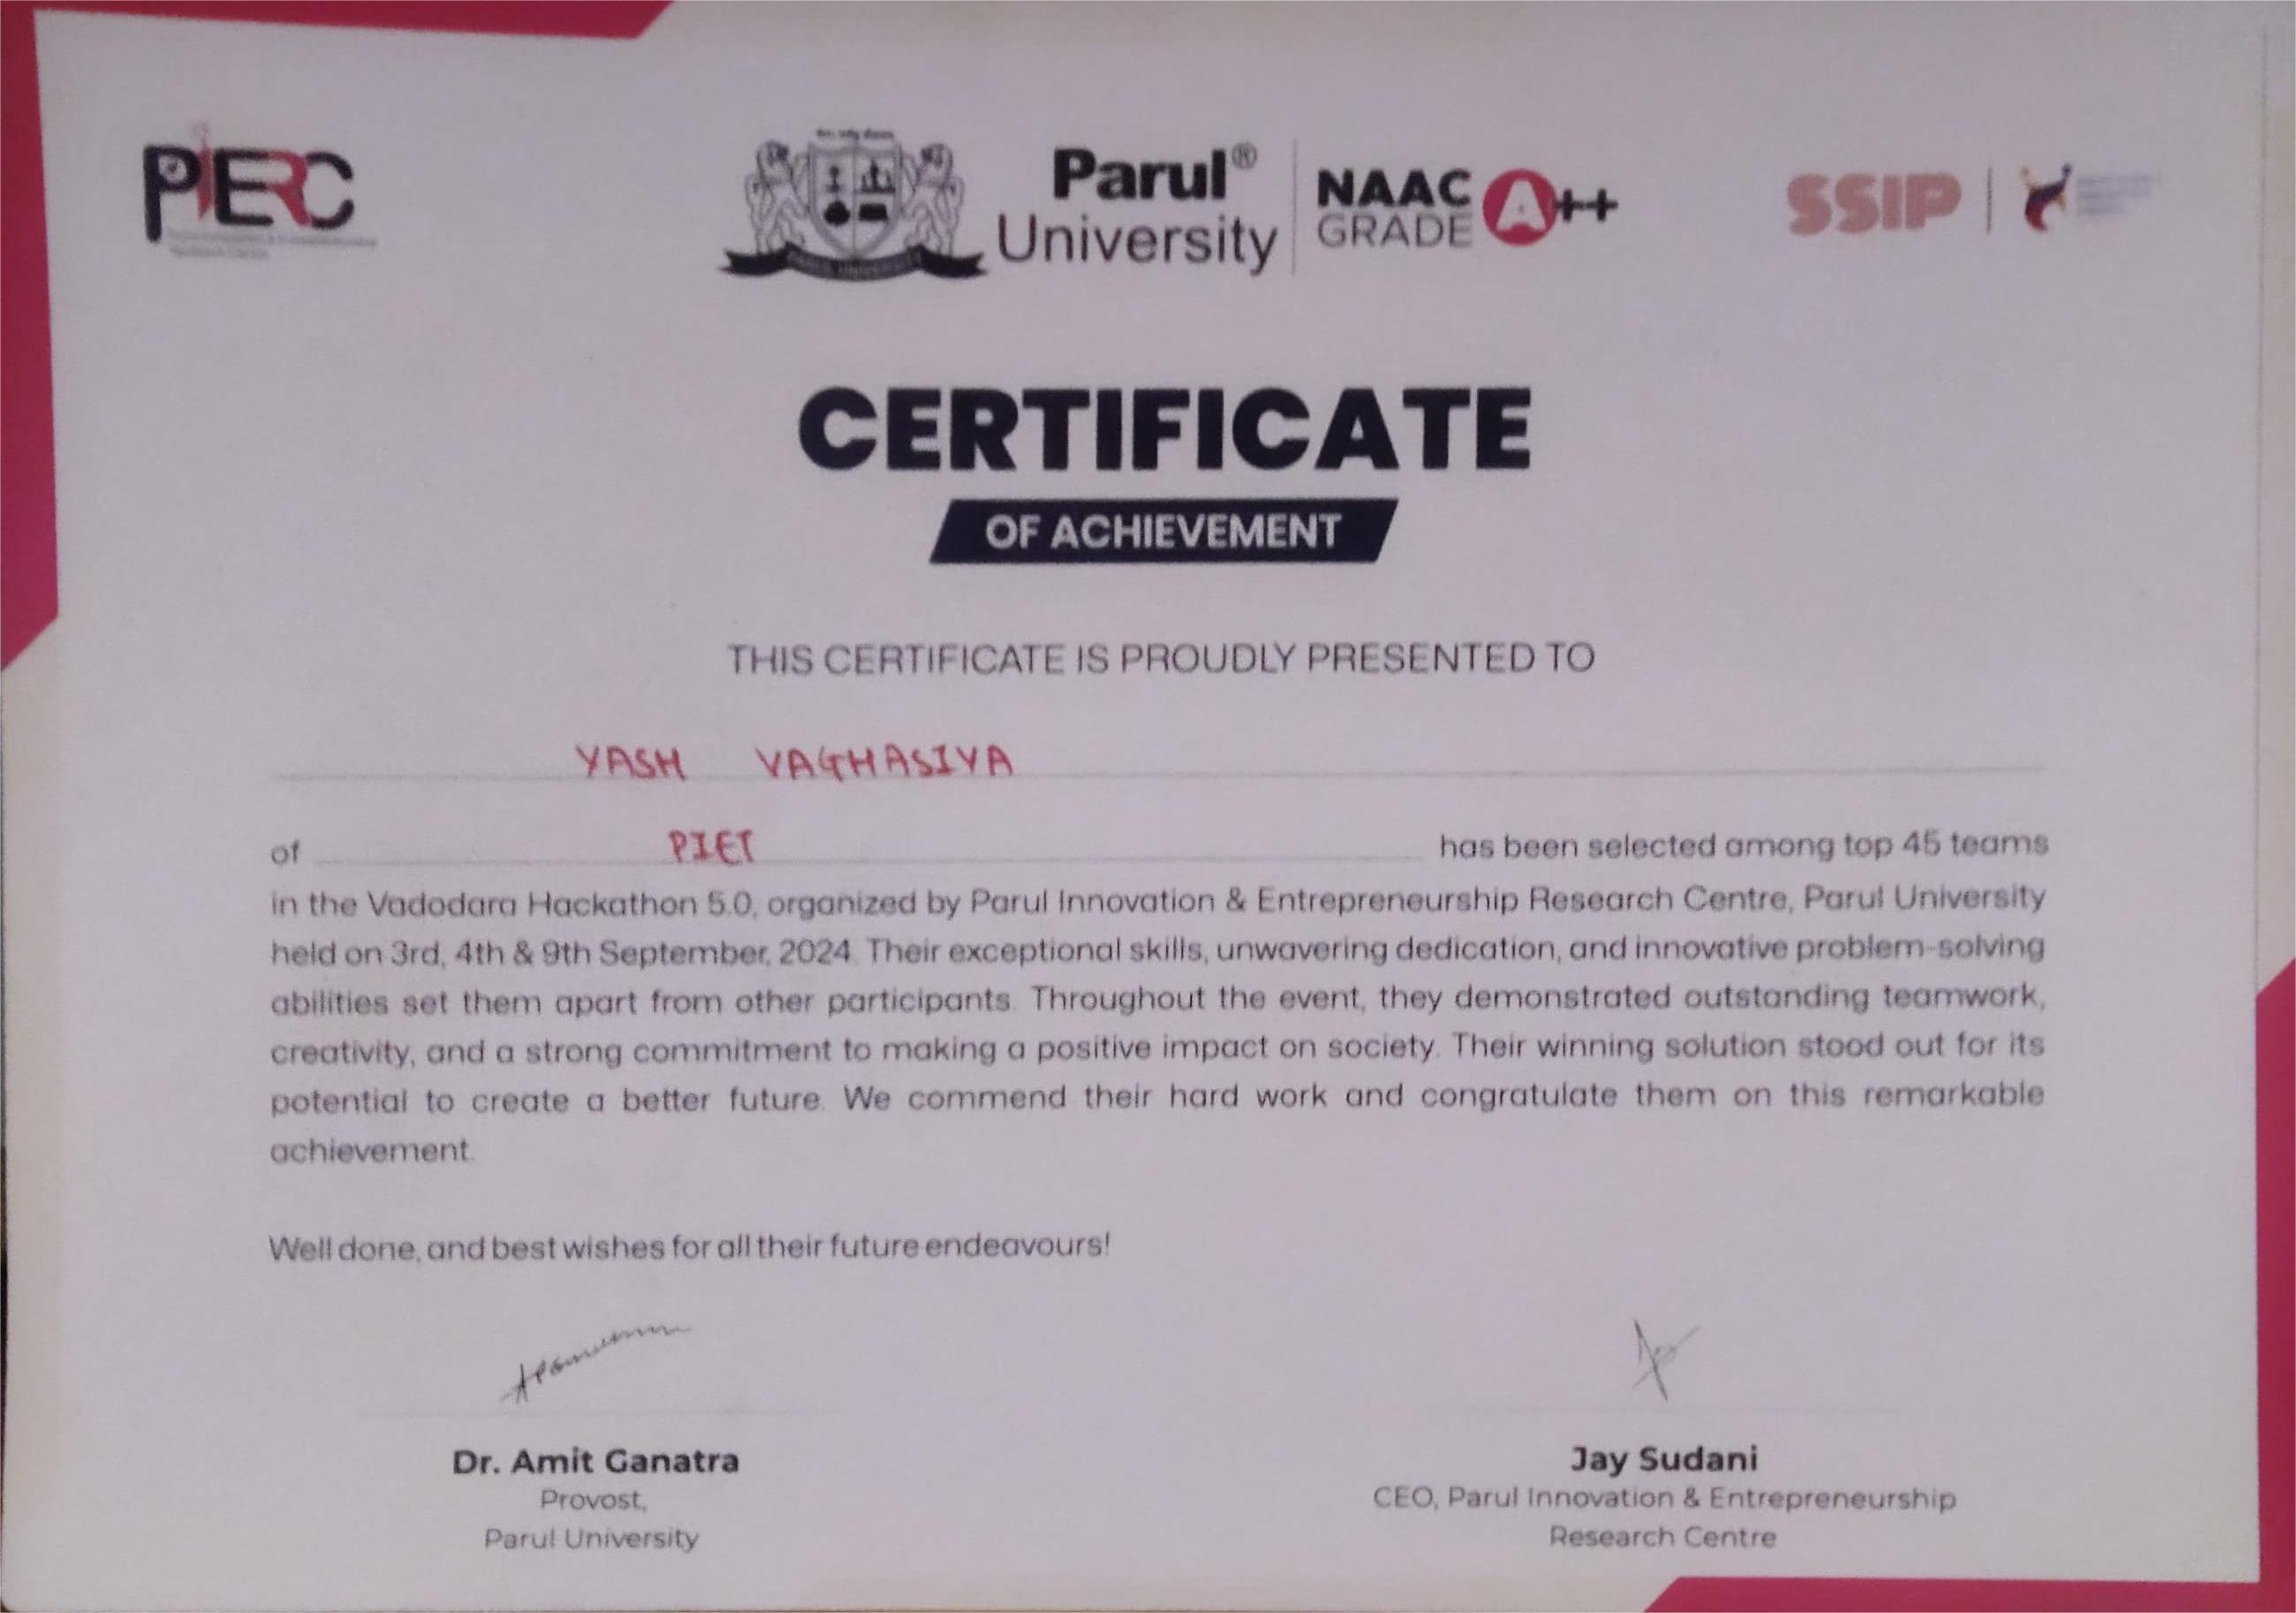 PIERC
Parul® University
NAAC GRADE A++
SSIP
PARUL UNIVERSITY
CERTIFICATE
OF ACHIEVEMENT
THIS CERTIFICATE IS PROUDLY PRESENTED TO
YASH VAGHASIYA
of PIET has been selected among top 45 teams
in the Vadodara Hackathon 5.0, organized by Parul Innovation & Entrepreneurship Research Centre, Parul University
held on 3rd, 4th & 9th September, 2024. Their exceptional skills, unwavering dedication, and innovative problem-solving
abilities set them apart from other participants. Throughout the event, they demonstrated outstanding teamwork,
creativity, and a strong commitment to making a positive impact on society. Their winning solution stood out for its
potential to create a better future. We commend their hard work and congratulate them on this remarkable
achievement.
Well done, and best wishes for all their future endeavours!
Dr. Amit Ganatra
Provost,
Parul University
Jay Sudani
CEO, Parul Innovation & Entrepreneurship
Research Centre